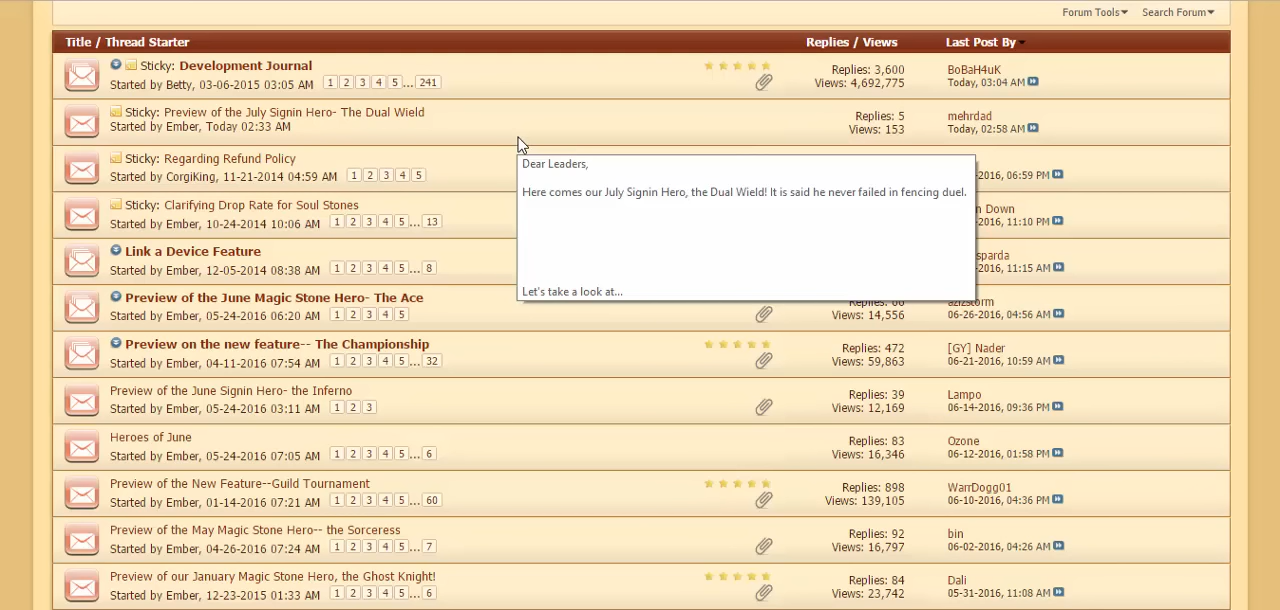 Forum Tools Search Forum
Title / Thread Starter Replies / Views Last Post By
Sticky: Development Journal Replies: 3,600 BoBaH4uK
Started by Betty, 03-06-2015 03:05 AM 1 2 3 4 5 ... 241 Views: 4,692,775 Today, 03:04 AM
Sticky: Preview of the July Signin Hero- The Dual Wield Replies: 5 mehrdad
Started by Ember, Today 02:33 AM Views: 153 Today, 02:58 AM
Sticky: Regarding Refund Policy Dear Leaders,
Started by CorgiKing, 11-21-2014 04:59 AM 1 2 3 4 5 -2016, 06:59 PM
Here comes our July Signin Hero, the Dual Wield! It is said he never failed in fencing duel.
Sticky: Clarifying Drop Rate for Soul Stones n Down
Started by Ember, 10-24-2014 10:06 AM 1 2 3 4 5 ... 13 -2016, 11:10 PM
Link a Device Feature sparda
Started by Ember, 12-05-2014 08:38 AM 1 2 3 4 5 ... 8 -2016, 11:15 AM
Let's take a look at...
Preview of the June Magic Stone Hero- The Ace Replies: 66 azizstorm
Started by Ember, 05-24-2016 06:20 AM 1 2 3 4 5 Views: 14,556 06-26-2016, 04:56 AM
Preview on the new feature-- The Championship Replies: 472 [GY] Nader
Started by Ember, 04-11-2016 07:54 AM 1 2 3 4 5 ... 32 Views: 59,863 06-21-2016, 10:59 AM
Preview of the June Signin Hero- the Inferno Replies: 39 Lampo
Started by Ember, 05-24-2016 03:11 AM 1 2 3 Views: 12,169 06-14-2016, 09:36 PM
Heroes of June Replies: 83 Ozone
Started by Ember, 05-24-2016 07:05 AM 1 2 3 4 5 ... 6 Views: 16,346 06-12-2016, 01:58 PM
Preview of the New Feature--Guild Tournament Replies: 898 WarrDogg01
Started by Ember, 01-14-2016 07:21 AM 1 2 3 4 5 ... 60 Views: 139,105 06-10-2016, 04:36 PM
Preview of the May Magic Stone Hero-- the Sorceress Replies: 92 bin
Started by Ember, 04-26-2016 07:24 AM 1 2 3 4 5 ... 7 Views: 16,797 06-02-2016, 04:26 AM
Preview of our January Magic Stone Hero, the Ghost Knight! Replies: 84 Dali
Started by Ember, 12-23-2015 01:33 AM 1 2 3 4 5 ... 6 Views: 23,742 05-31-2016, 11:08 AM